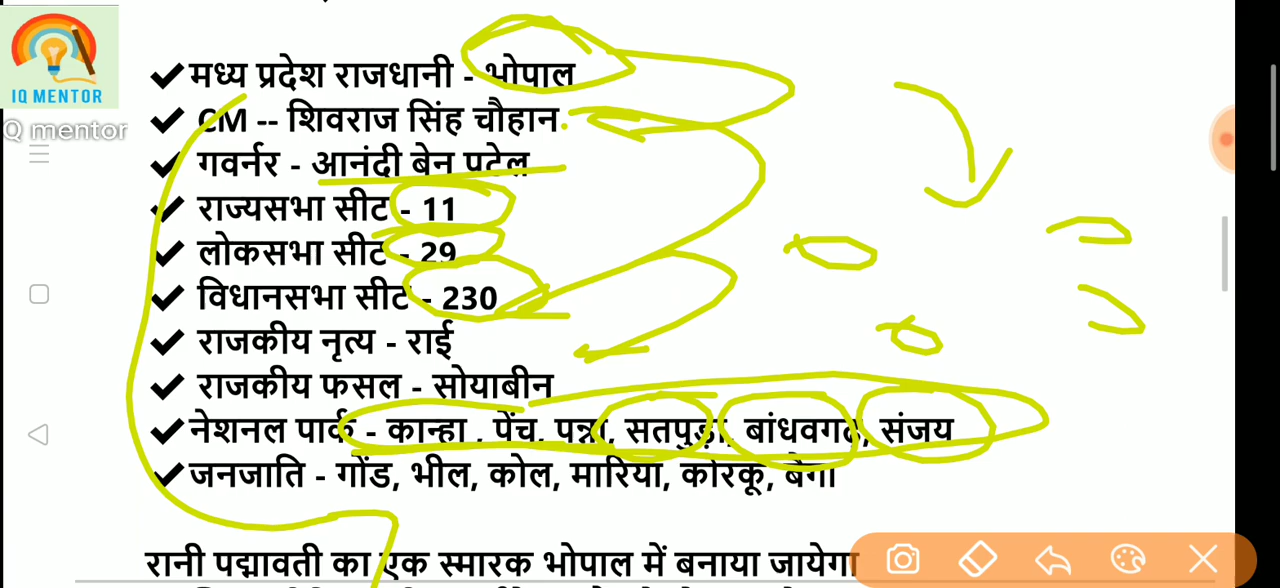 IQ MENTOR
Q mentor
मध्य प्रदेश राजधानी - भोपाल
CM -- शिवराज सिंह चौहान
गवर्नर - आनंदी बेन पटेल
राज्यसभा सीट - 11
लोकसभा सीट - 29
विधानसभा सीट - 230
राजकीय नृत्य - राई
राजकीय फसल - सोयाबीन
नेशनल पार्क - कान्हा , पेंच, पन्ना, सतपुड़ा, बांधवगढ, संजय
जनजाति - गोंड, भील, कोल, मारिया, कोरकू, बैगा
रानी पद्मावती का एक स्मारक भोपाल में बनाया जायेगा